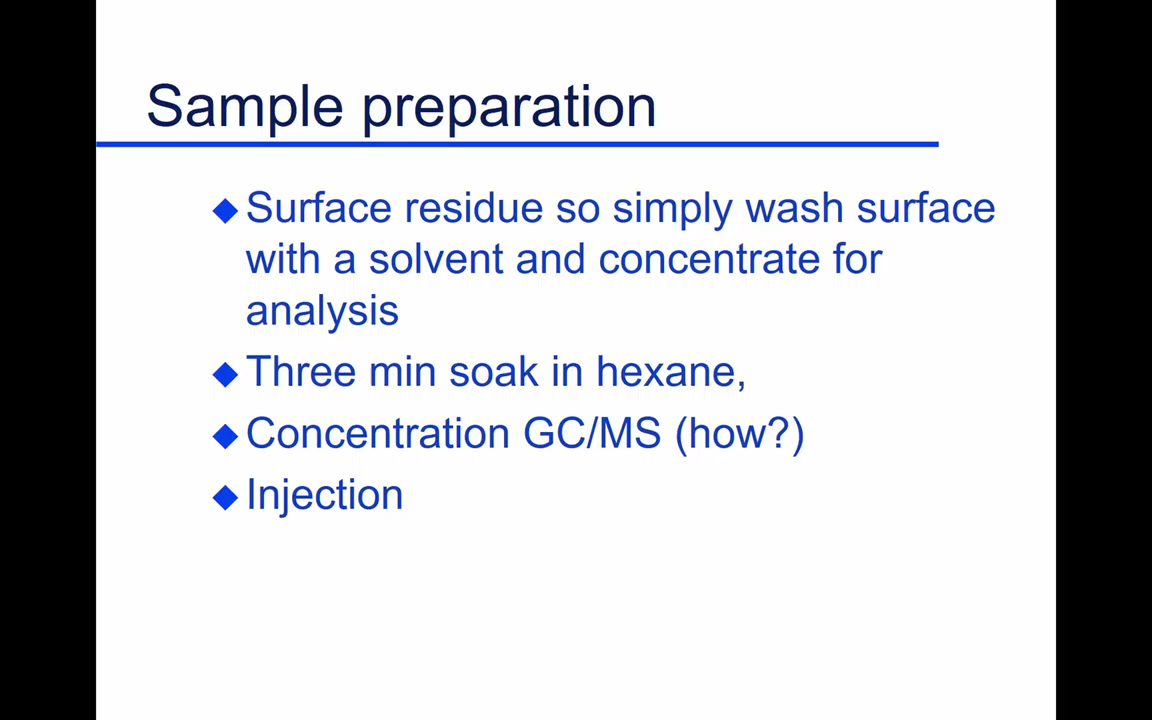 Sample preparation
Surface residue so simply wash surface
with a solvent and concentrate for
analysis
Three min soak in hexane,
Concentration GC/MS (how?)
Injection